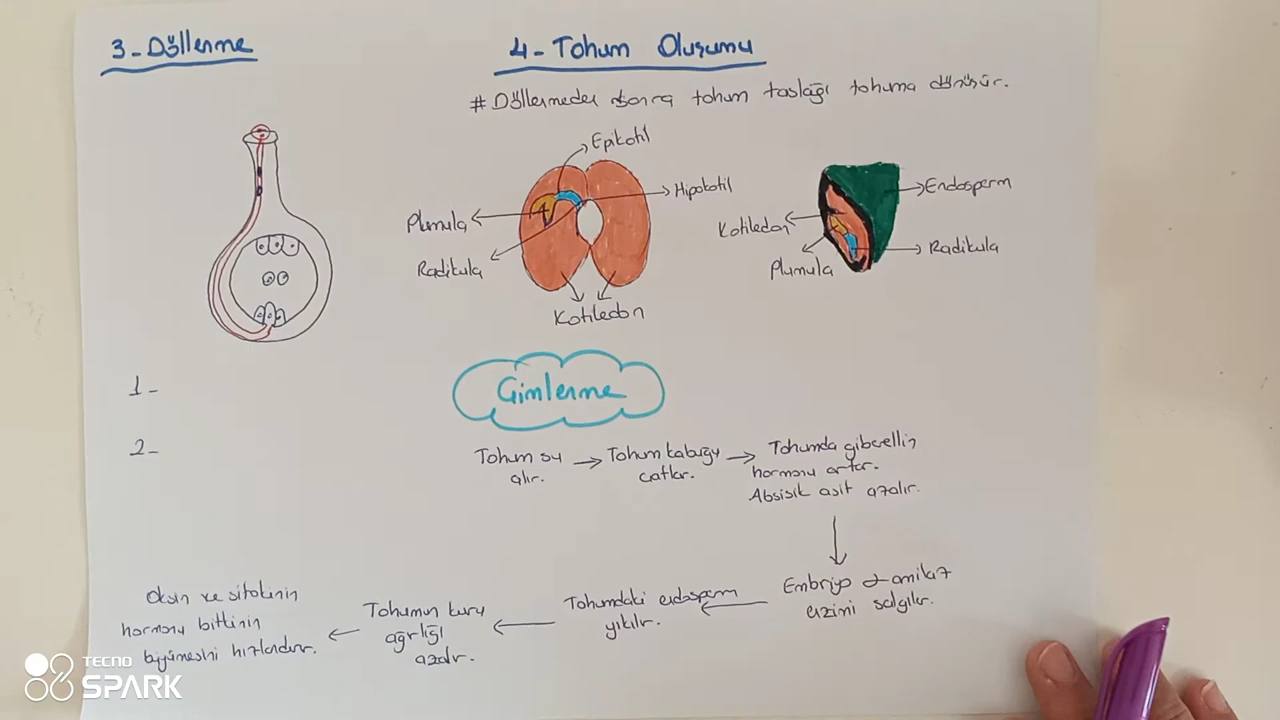 3- Döllenme
4- Tohum Oluşumu
# Döllenmeden sonra tohum taslağı tohuma dönüşür.
Epikotil
Hipokotil
Plumula
Radikula
Kotiledon
Endosperm
Kotiledon
Radikula
Plumula
1-
2-
Çimlenme
Tohum su
alır.
Tohum kabuğu
çatlar.
Tohumda giberellin
hormonu artar.
Absisik asit azalır.
Embriyo α-amilaz
enzimi salgılar.
Tohumdaki endosperm
yıkılır.
Tohumun kuru
ağırlığı
azalır.
Oksin ve sitokinin
hormonu bitkinin
büyümesini hızlandırır.
TECNO
SPARK